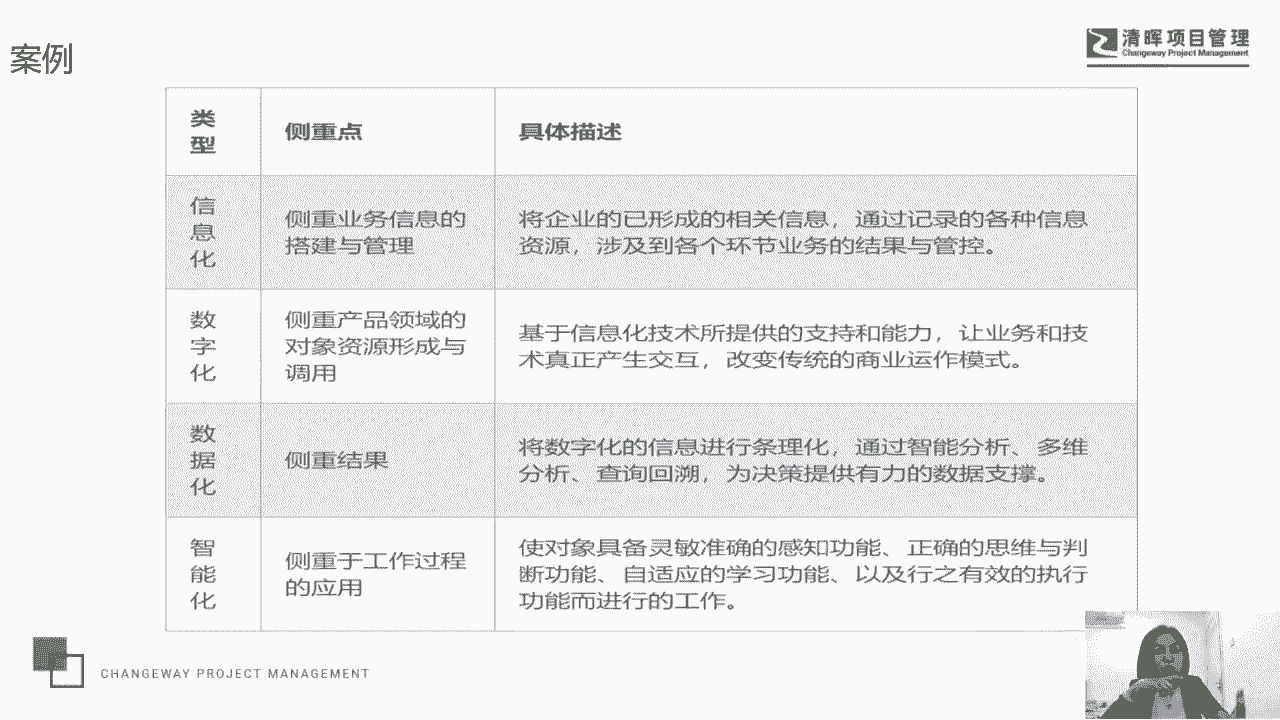 案例
清晖项目管理
Changeway Project Management
类
型
侧重点
具体描述
信
息
化
侧重业务信息的
搭建与管理
将企业的已形成的相关信息，通过记录的各种信息
资源，涉及到各个环节业务的结果与管控。
数
字
化
侧重产品领域的
对象资源形成与
调用
基于信息化技术所提供的支持和能力，让业务和技
术真正产生交互，改变传统的商业运作模式。
数
据
化
侧重结果
将数字化的信息进行条理化，通过智能分析、多维
分析、查询回溯，为决策提供有力的数据支撑。
智
能
化
侧重于工作过程
的应用
使对象具备灵敏准确的感知功能、正确的思维与判
断功能、自适应的学习功能、以及行之有效的执行
功能而进行的工作。
CHANGEWAY PROJECT MANAGEMENT